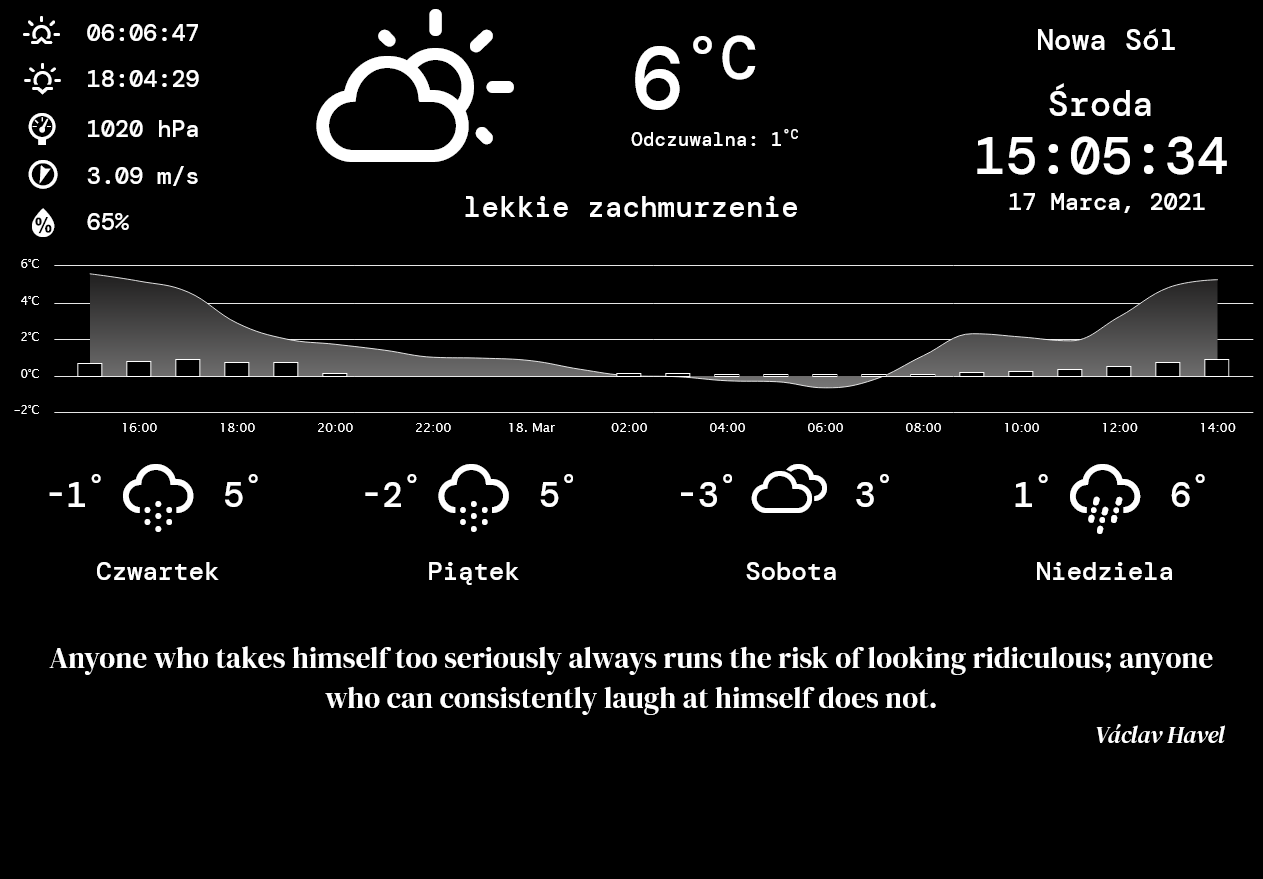 06:06:47
18:04:29
1020 hPa
3.09 m/s
%
65%
6°C
Odczuwalna: 1°C
lekkie zachmurzenie
Nowa Sól
Środa
15:05:34
17 Marca, 2021
6°C
4°C
2°C
0°C
-2°C
16:00 18:00 20:00 22:00 18. Mar 02:00 04:00 06:00 08:00 10:00 12:00 14:00
-1° 5° -2° 5° -3° 3° 1° 6°
Czwartek Piątek Sobota Niedziela
Anyone who takes himself too seriously always runs the risk of looking ridiculous; anyone
who can consistently laugh at himself does not.
Václav Havel